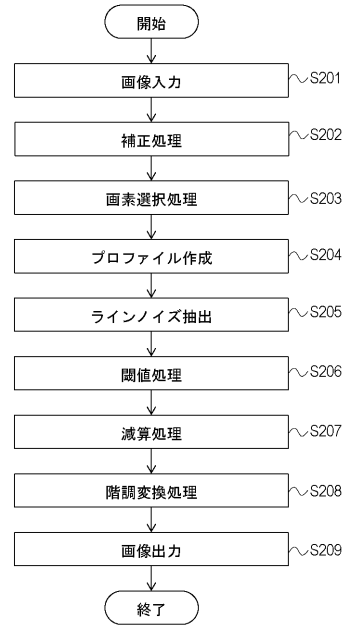 開始
画像入力 S201
補正処理 S202
画素選択処理 S203
プロファイル作成 S204
ラインノイズ抽出 S205
閾値処理 S206
減算処理 S207
階調変換処理 S208
画像出力 S209
終了